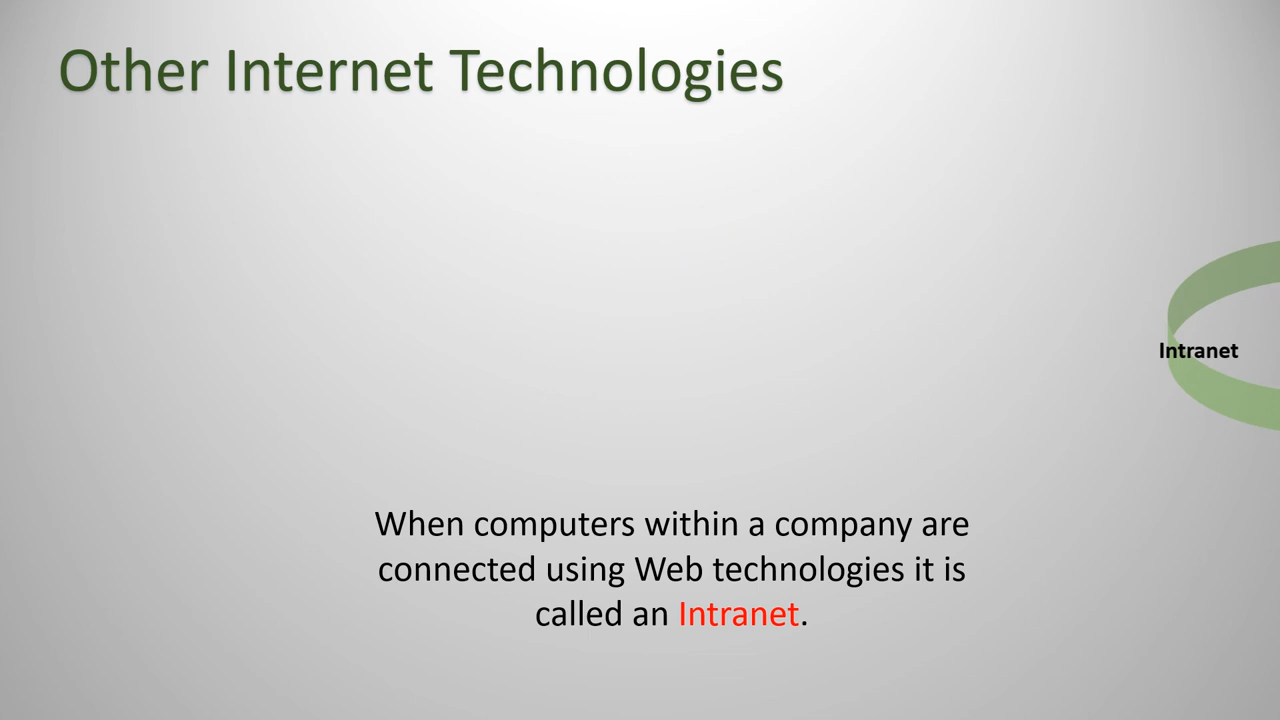 Other Internet Technologies
Intranet
When computers within a company are
connected using Web technologies it is
called an Intranet.